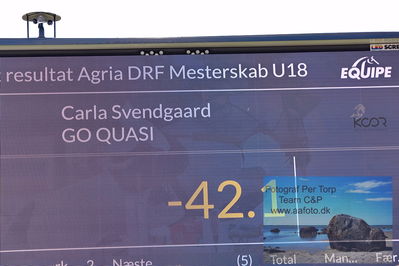 resultat Agria DRF Mesterskab U18
EQUIPE
Carla Svendgaard
GO QUASI
-42.1
Fotograf Per Torp
Team C&P
www.aafoto.dk
2 Næste (5) Total Man... Fær.